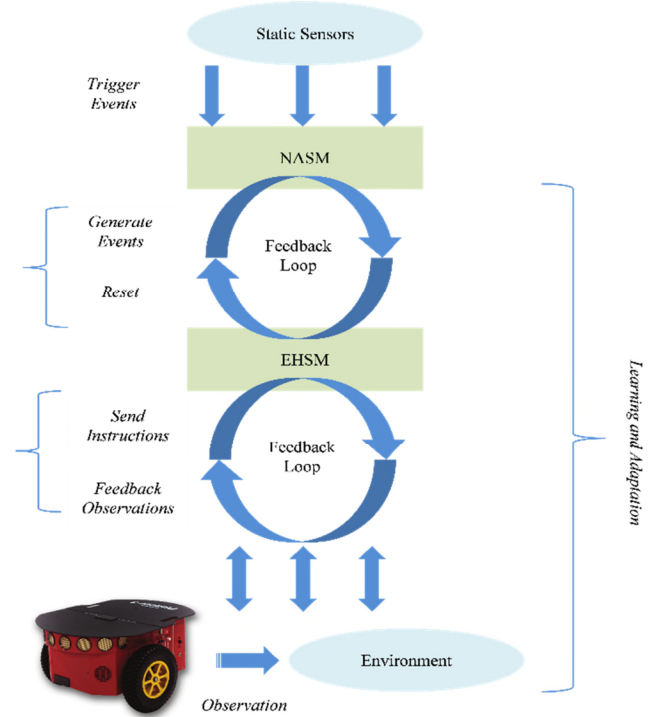 Static Sensors
Trigger
Events
NASM
Generate
Events
Feedback
Loop
Reset
EHSM
Send
Instructions
Feedback
Loop
Feedback
Observations
Learning and Adaptation
Environment
Observation